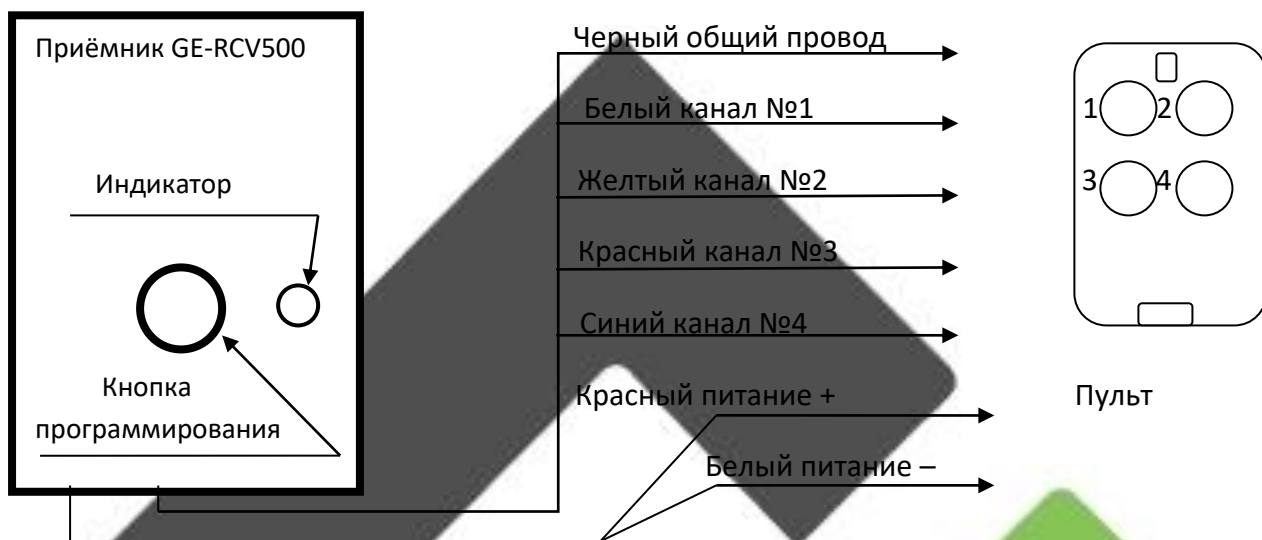 Приёмник GE-RCV500
Индикатор
Кнопка
программирования
Черный общий провод
Белый канал №1
Желтый канал №2
Красный канал №3
Синий канал №4
Красный питание +
Белый питание –
1 2
3 4
Пульт